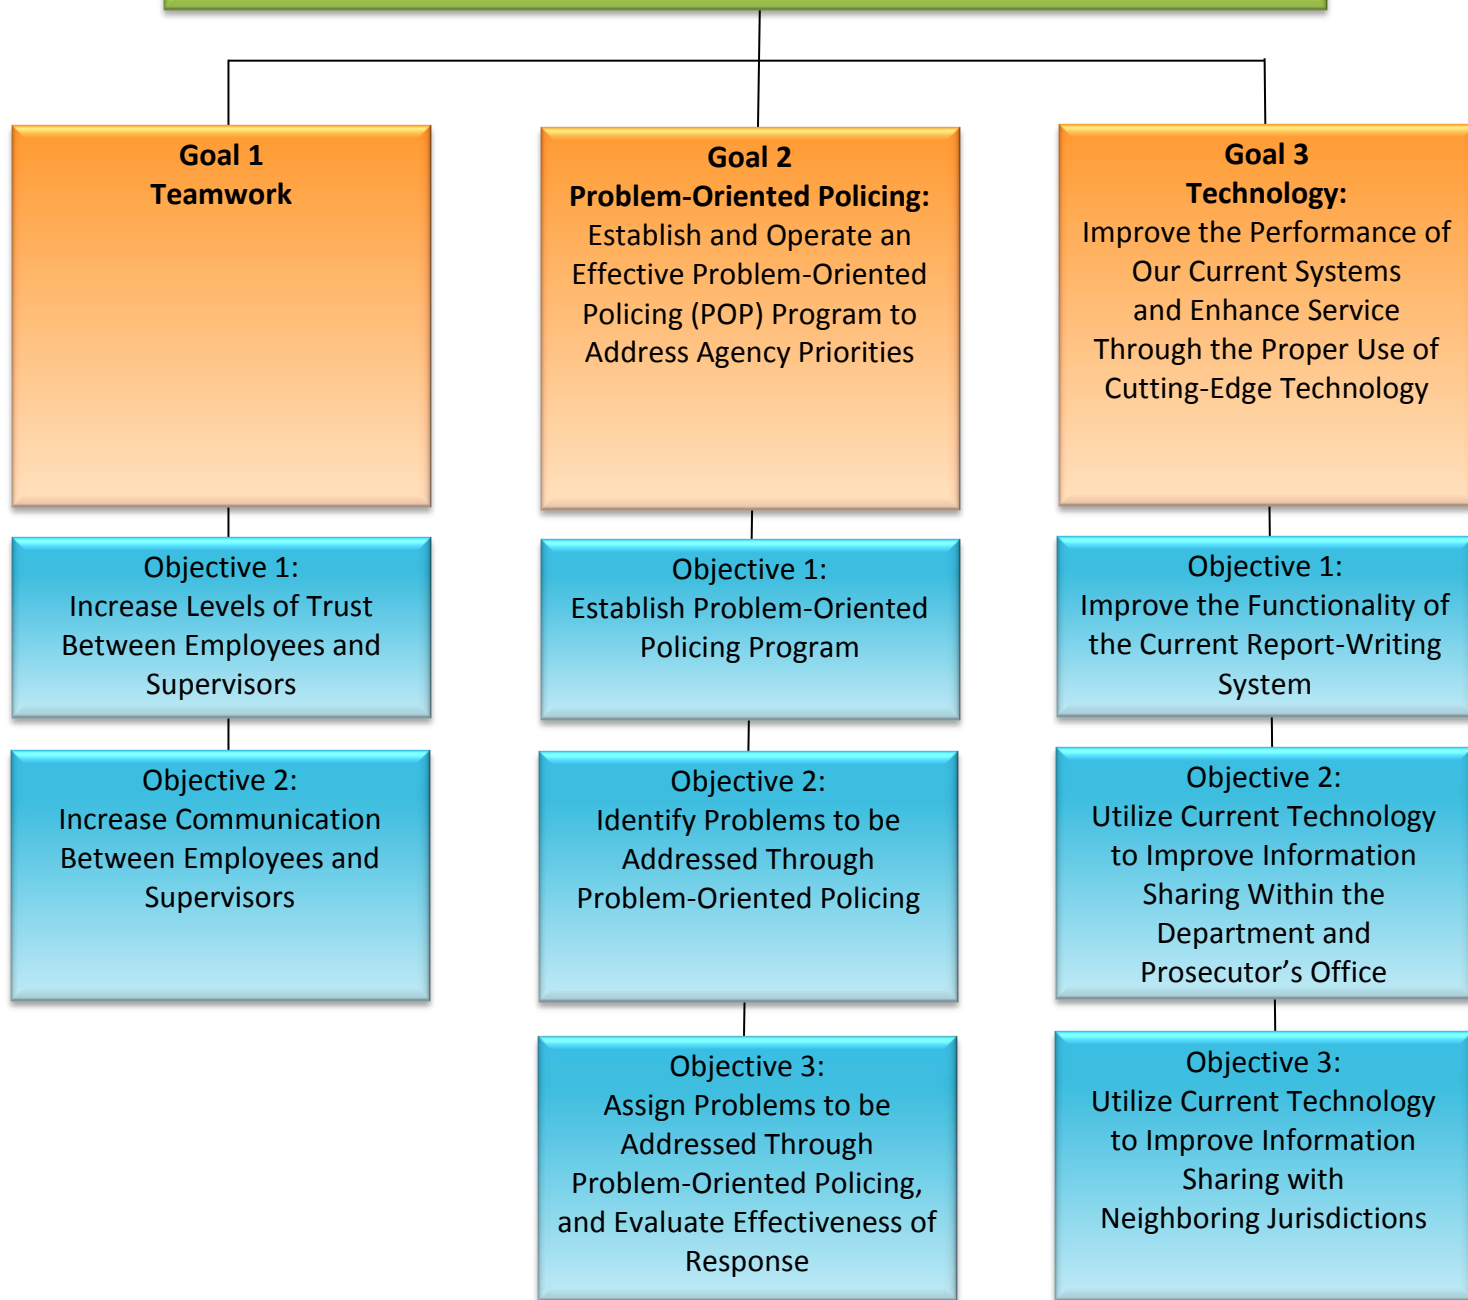 Goal 1
Teamwork
Goal 2
Problem-Oriented Policing:
Establish and Operate an
Effective Problem-Oriented
Policing (POP) Program to
Address Agency Priorities
Goal 3
Technology:
Improve the Performance of
Our Current Systems
and Enhance Service
Through the Proper Use of
Cutting-Edge Technology
Objective 1:
Increase Levels of Trust
Between Employees and
Supervisors
Objective 1:
Establish Problem-Oriented
Policing Program
Objective 1:
Improve the Functionality of
the Current Report-Writing
System
Objective 2:
Increase Communication
Between Employees and
Supervisors
Objective 2:
Identify Problems to be
Addressed Through
Problem-Oriented Policing
Objective 2:
Utilize Current Technology
to Improve Information
Sharing Within the
Department and
Prosecutor’s Office
Objective 3:
Assign Problems to be
Addressed Through
Problem-Oriented Policing,
and Evaluate Effectiveness of
Response
Objective 3:
Utilize Current Technology
to Improve Information
Sharing with
Neighboring Jurisdictions